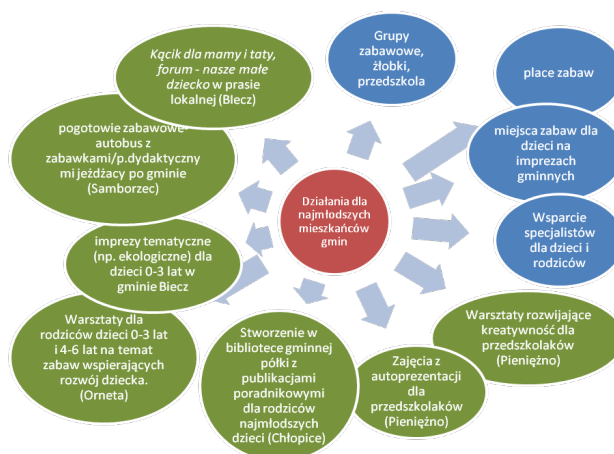 Kącik dla mamy i taty,
forum - nasze małe
dziecko w prasie
lokalnej (Biecz)
Grupy
zabawowe,
żłobki,
przedszkola
place zabaw
pogotowie zabawowe-
autobus z
zabawkami/p.dydaktyczny
mi jeżdżacy po gminie
(Samborzec)
miejsca zabaw dla
dzieci na
imprezach
gminnych
Działania dla
najmłodszych
mieszkańców
gmin
Wsparcie
specjalistów
dla dzieci i
rodziców
imprezy tematyczne
(np. ekologiczne) dla
dzieci 0-3 lat w
gminie Biecz
Warsztaty dla
rodziców dzieci 0-3 lat
i 4-6 lat na temat
zabaw wspierających
rozwój dziecka.
(Orneta)
Stworzenie w
bibliotece gminnej
półki z
publikacjami
poradnikowymi
dla rodziców
najmłodszych
dzieci (Chłopice)
Zajęcia z
autoprezentacji
dla
przedszkolaków
(Pieniężno)
Warsztaty rozwijające
kreatywność dla
przedszkolaków
(Pieniężno)